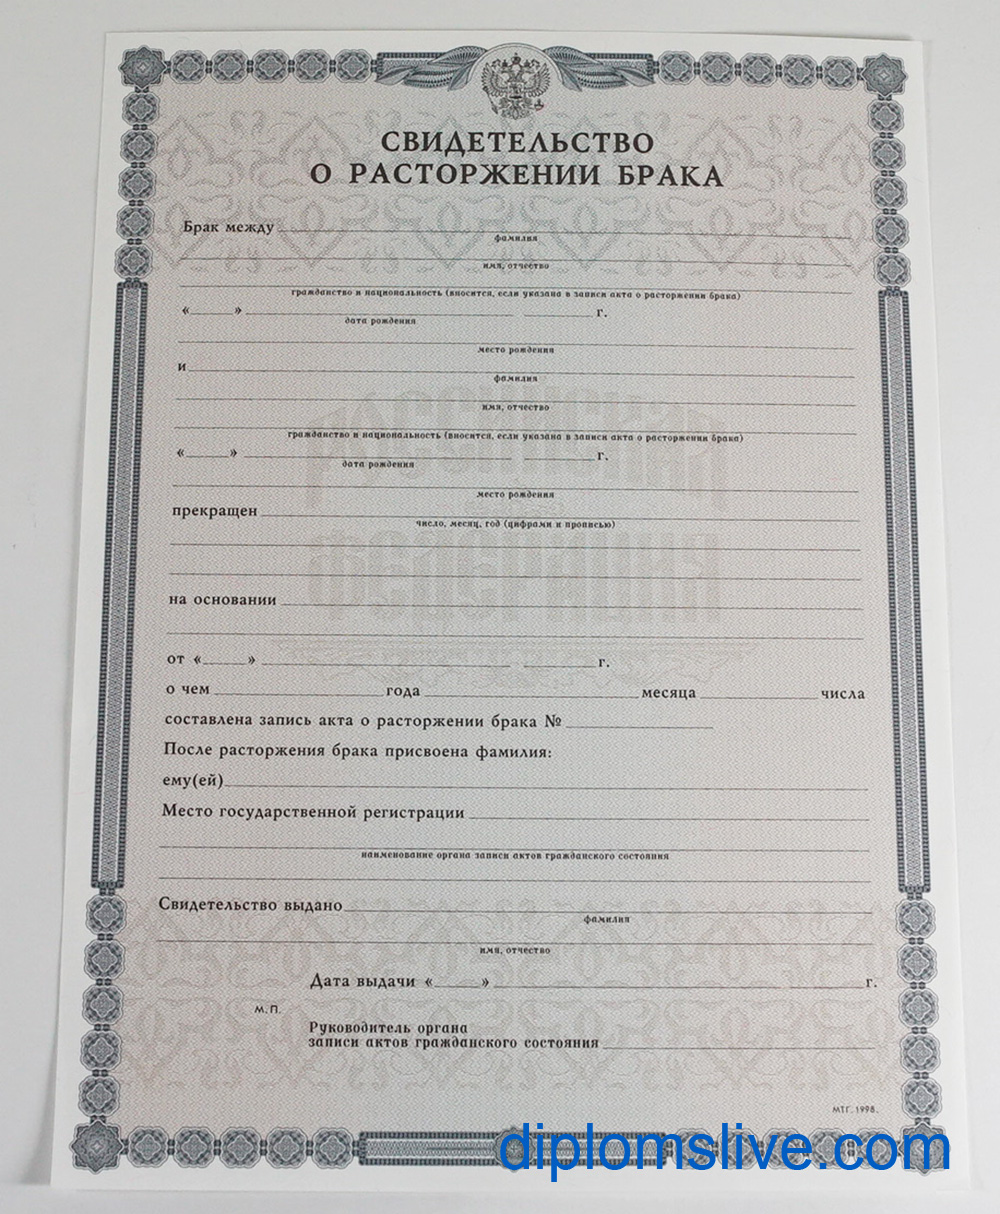 СВИДЕТЕЛЬСТВО
О РАСТОРЖЕНИИ БРАКА
Брак между
фамилия
имя, отчество
гражданство и национальность (вносится, если указана в записи акта о расторжении брака)
« » г.
дата рождения
место рождения
и
фамилия
имя, отчество
гражданство и национальность (вносится, если указана в записи акта о расторжении брака)
« » г.
дата рождения
место рождения
прекращен
число, месяц, год (цифрами и прописью)
на основании
от « » г.
о чем года месяца числа
составлена запись акта о расторжении брака №
После расторжения брака присвоена фамилия:
ему(ей)
Место государственной регистрации
наименование органа записи актов гражданского состояния
Свидетельство выдано
фамилия
имя, отчество
Дата выдачи « » г.
М.П.
Руководитель органа
записи актов гражданского состояния
МТГ. 1998.
diplomslive.com